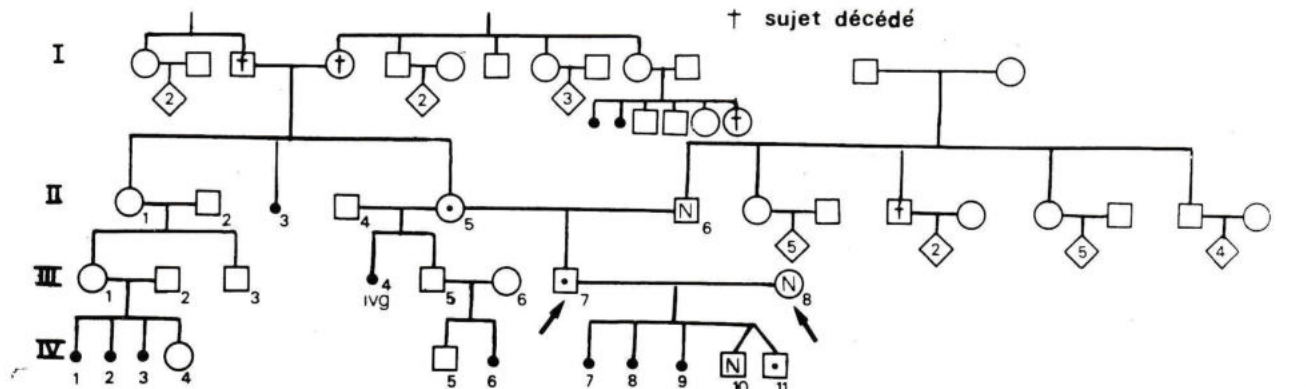 † sujet décédé
I
† †
2 2 3
†
II
1 2 3 4 5 N 6 5 † 2 5 4
III
1 2 3 4 5 6 7 N 8
ivg
IV
1 2 3 4 5 6 7 8 9 N 10 11